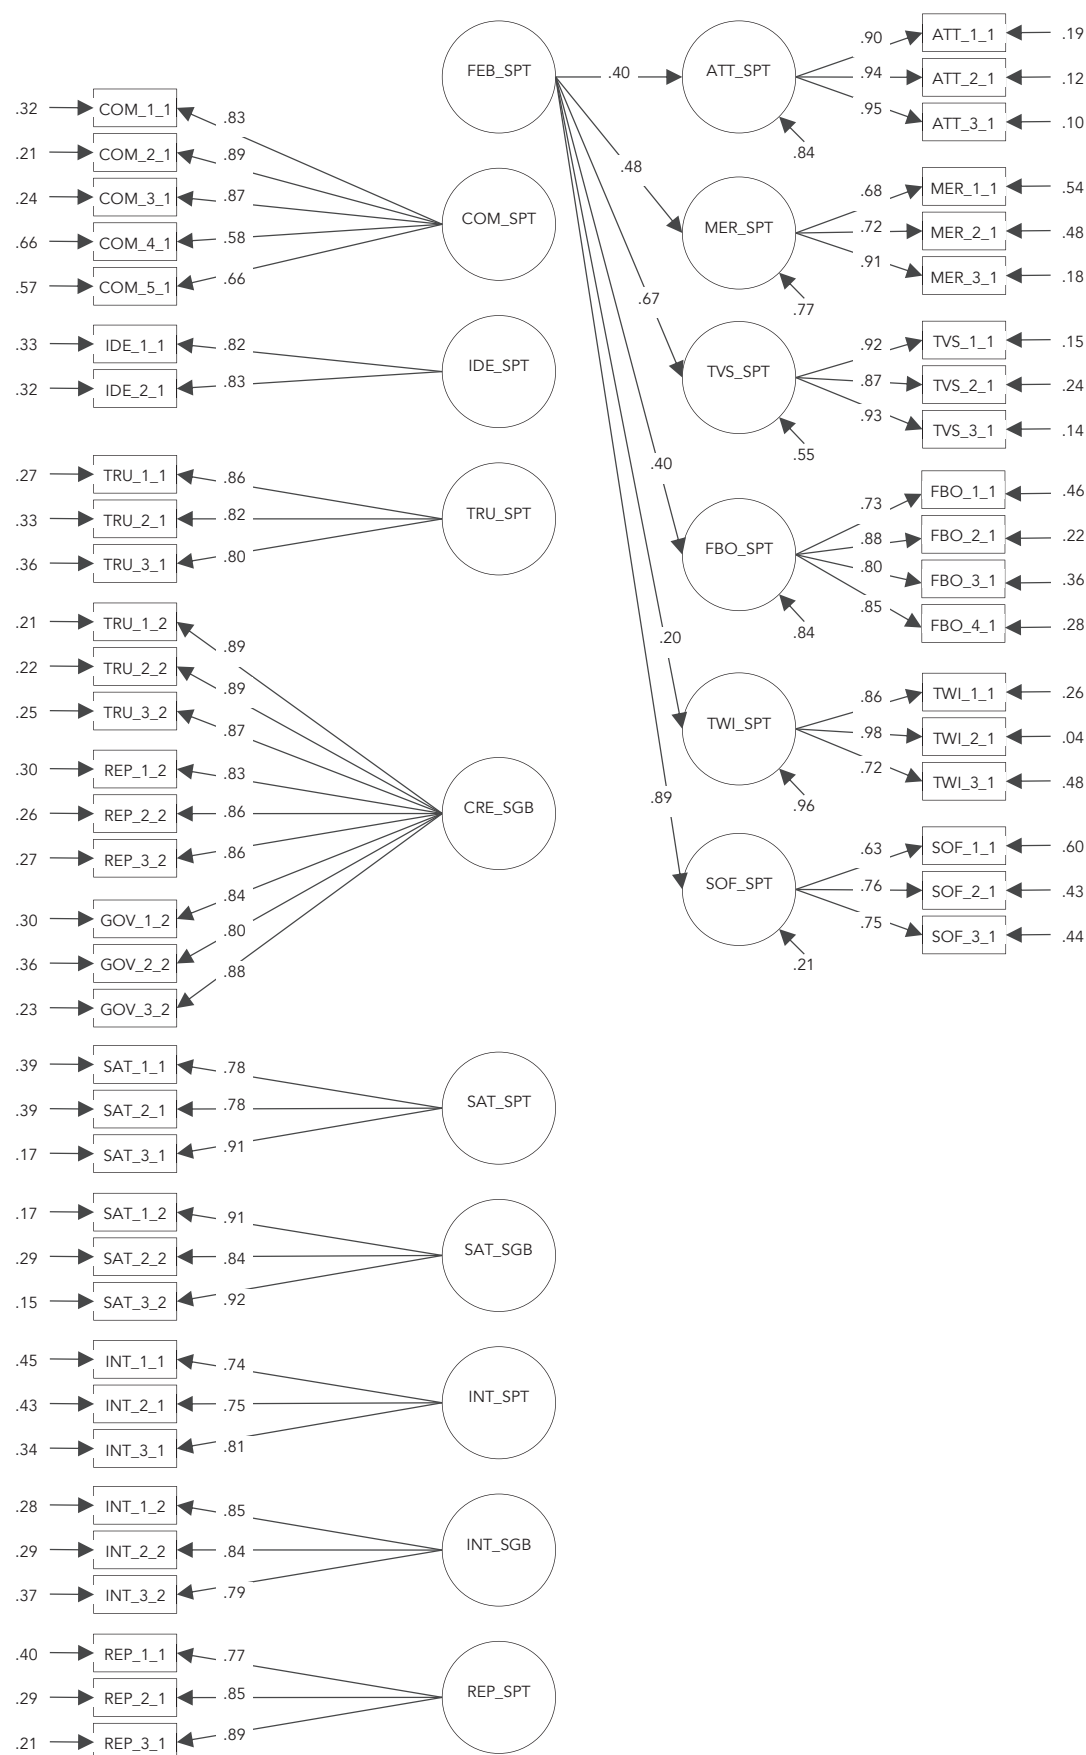 FEB_SPT
.40
ATT_SPT
.90
ATT_1_1
.19
.94
ATT_2_1
.12
.95
ATT_3_1
.10
.84
.32
COM_1_1
.83
.21
COM_2_1
.89
.24
COM_3_1
.87
.66
COM_4_1
.58
.57
COM_5_1
.66
COM_SPT
.48
MER_SPT
.68
MER_1_1
.54
.72
MER_2_1
.48
.91
MER_3_1
.18
.77
.33
IDE_1_1
.82
.32
IDE_2_1
.83
IDE_SPT
.67
TVS_SPT
.92
TVS_1_1
.15
.87
TVS_2_1
.24
.93
TVS_3_1
.14
.55
.27
TRU_1_1
.86
.33
TRU_2_1
.82
.36
TRU_3_1
.80
TRU_SPT
.40
FBO_SPT
.73
FBO_1_1
.46
.88
FBO_2_1
.22
.80
FBO_3_1
.36
.85
FBO_4_1
.28
.84
.21
TRU_1_2
.89
.22
TRU_2_2
.89
.25
TRU_3_2
.87
.30
REP_1_2
.83
.26
REP_2_2
.86
.27
REP_3_2
.86
.30
GOV_1_2
.84
.36
GOV_2_2
.80
.23
GOV_3_2
.88
CRE_SGB
.20
TWI_SPT
.86
TWI_1_1
.26
.98
TWI_2_1
.04
.72
TWI_3_1
.48
.96
.89
SOF_SPT
.63
SOF_1_1
.60
.76
SOF_2_1
.43
.75
SOF_3_1
.44
.21
.39
SAT_1_1
.78
.39
SAT_2_1
.78
.17
SAT_3_1
.91
SAT_SPT
.17
SAT_1_2
.91
.29
SAT_2_2
.84
.15
SAT_3_2
.92
SAT_SGB
.45
INT_1_1
.74
.43
INT_2_1
.75
.34
INT_3_1
.81
INT_SPT
.28
INT_1_2
.85
.29
INT_2_2
.84
.37
INT_3_2
.79
INT_SGB
.40
REP_1_1
.77
.29
REP_2_1
.85
.21
REP_3_1
.89
REP_SPT